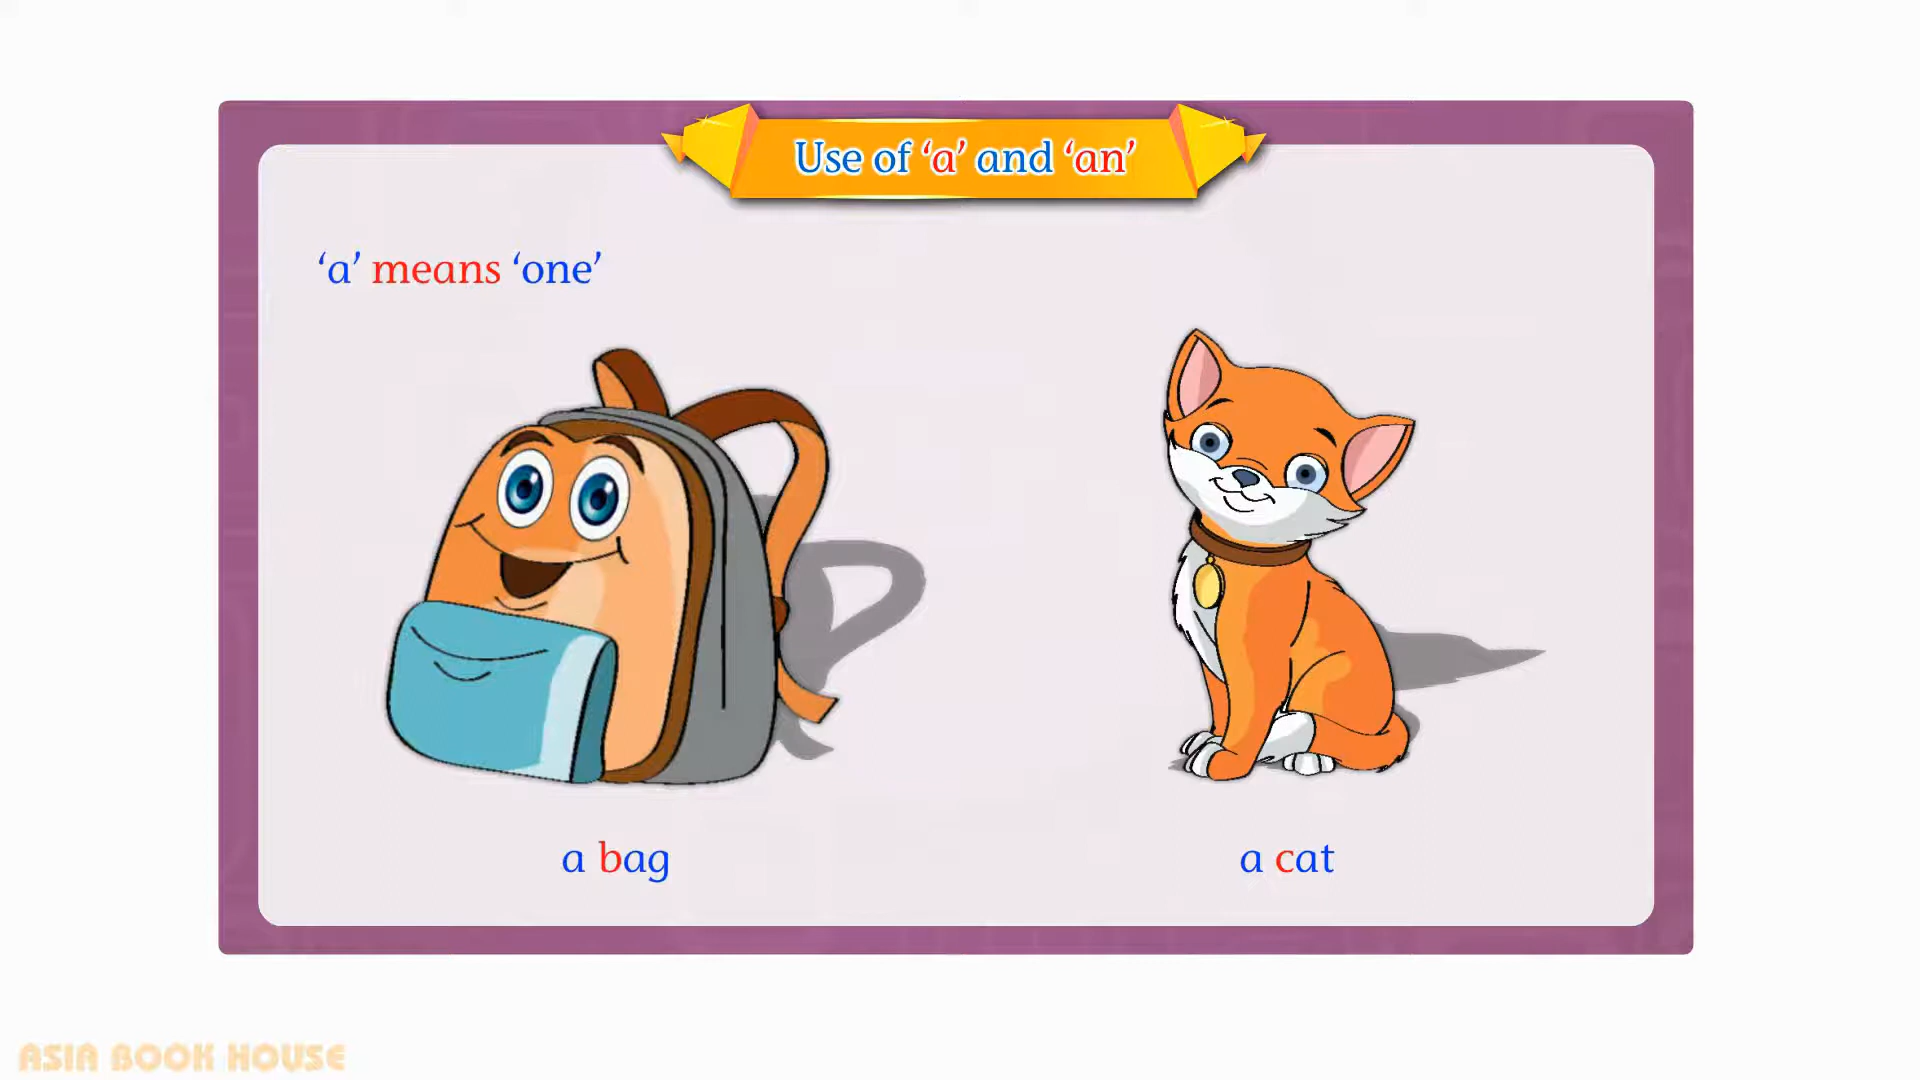 Use of ‘a’ and ‘an’
‘a’ means ‘one’
a bag
a cat
ASIA BOOK HOUSE